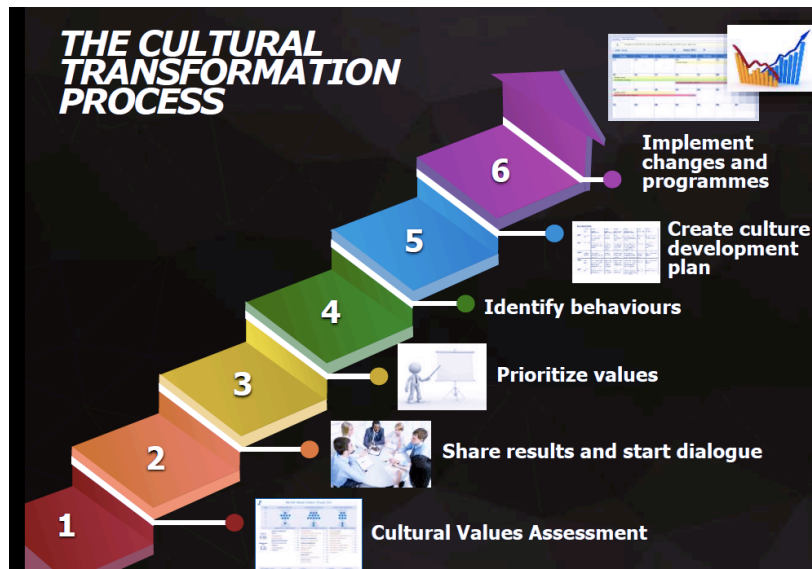 THE CULTURAL
TRANSFORMATION
PROCESS
6
Implement
changes and
programmes
5
Create culture
development
plan
4
Identify behaviours
3
Prioritize values
2
Share results and start dialogue
1
Cultural Values Assessment